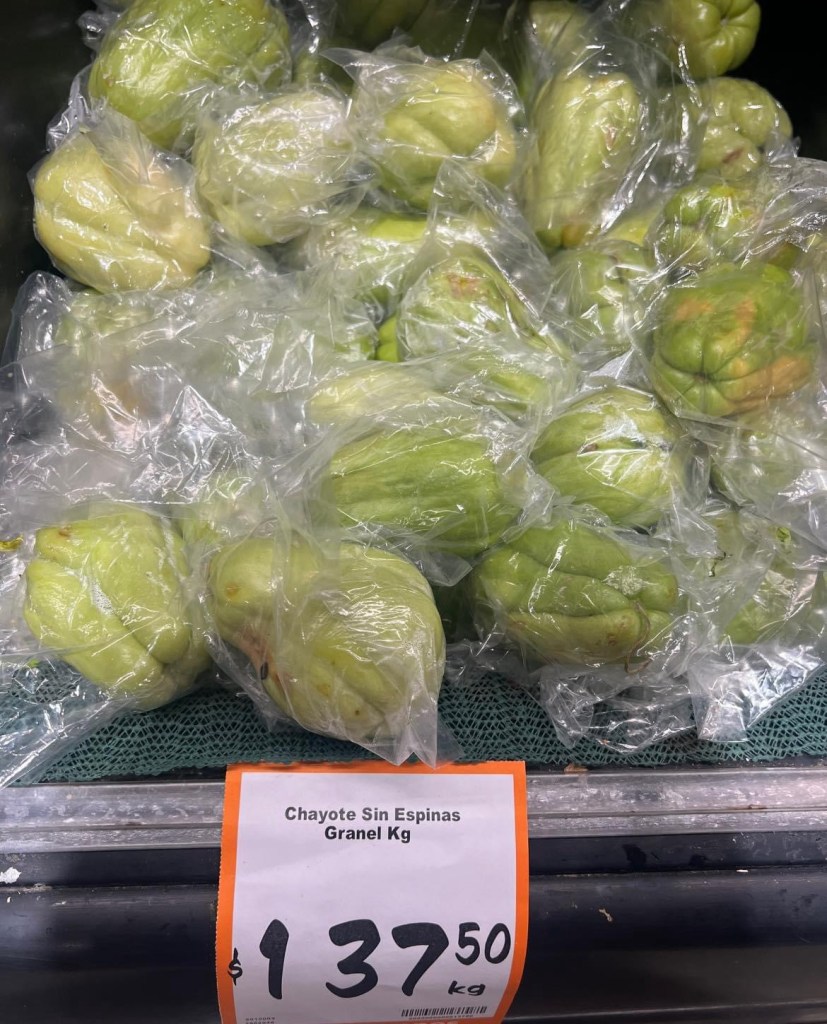 Chayote Sin Espinas
Granel Kg
$137 50
kg